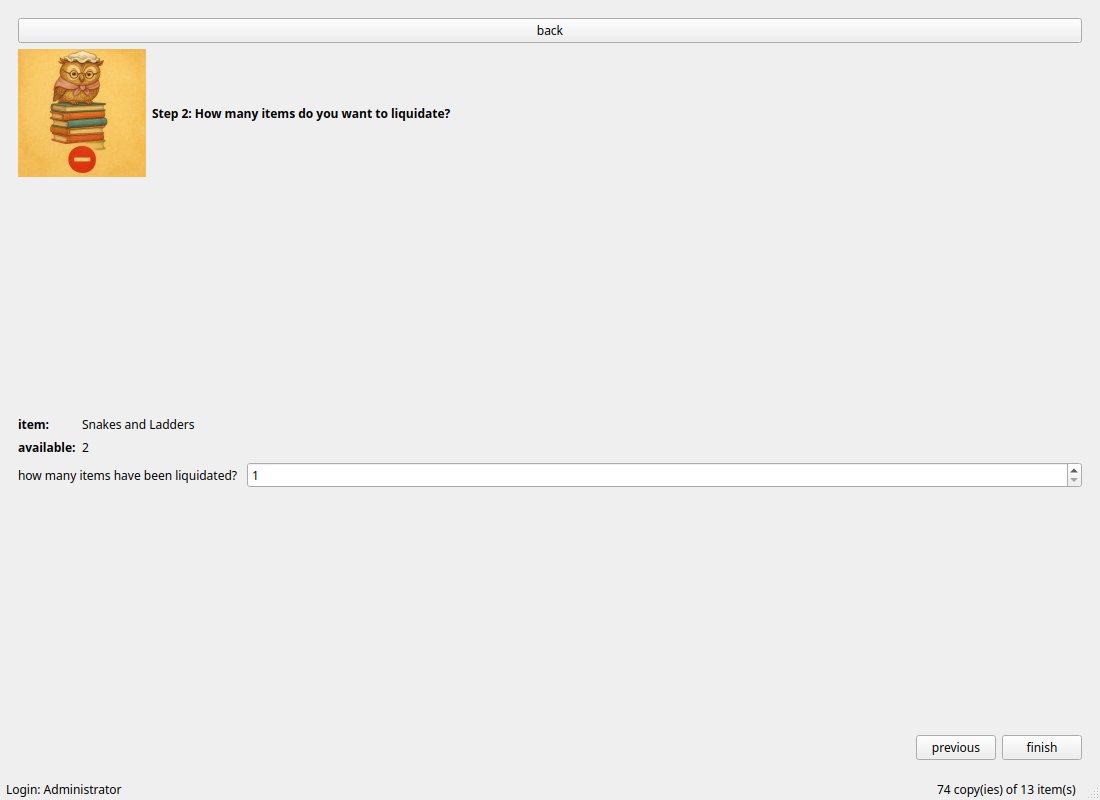 back
Step 2: How many items do you want to liquidate?
item: Snakes and Ladders
available: 2
how many items have been liquidated? 1
previous finish
Login: Administrator 74 copy(ies) of 13 item(s)